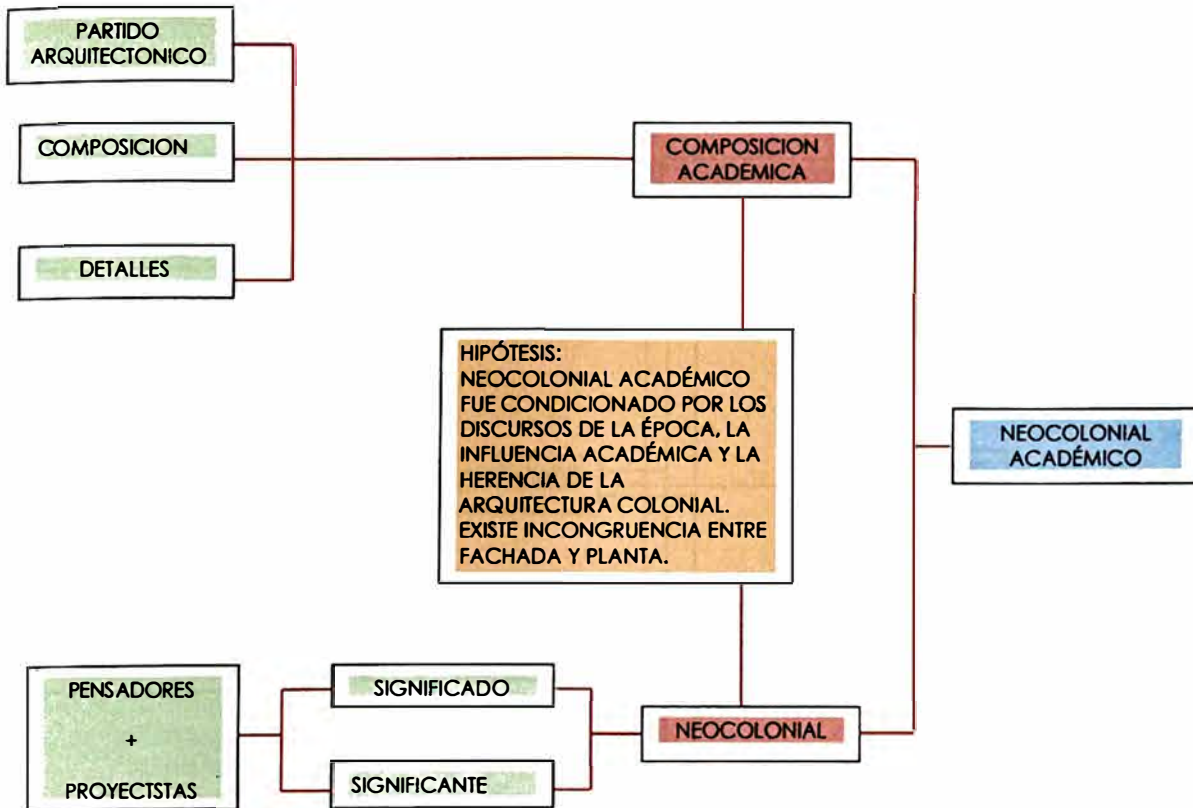 PARTIDO
ARQUITECTONICO
COMPOSICION
DETALLES
COMPOSICION
ACADEMICA
HIPÓTESIS:
NEOCOLONIAL ACADÉMICO
FUE CONDICIONADO POR LOS
DISCURSOS DE LA ÉPOCA, LA
INFLUENCIA ACADÉMICA Y LA
HERENCIA DE LA
ARQUITECTURA COLONIAL.
EXISTE INCONGRUENCIA ENTRE
FACHADA Y PLANTA.
NEOCOLONIAL
ACADÉMICO
PENSADORES
+
PROYECTSTAS
SIGNIFICADO
SIGNIFICANTE
NEOCOLONIAL